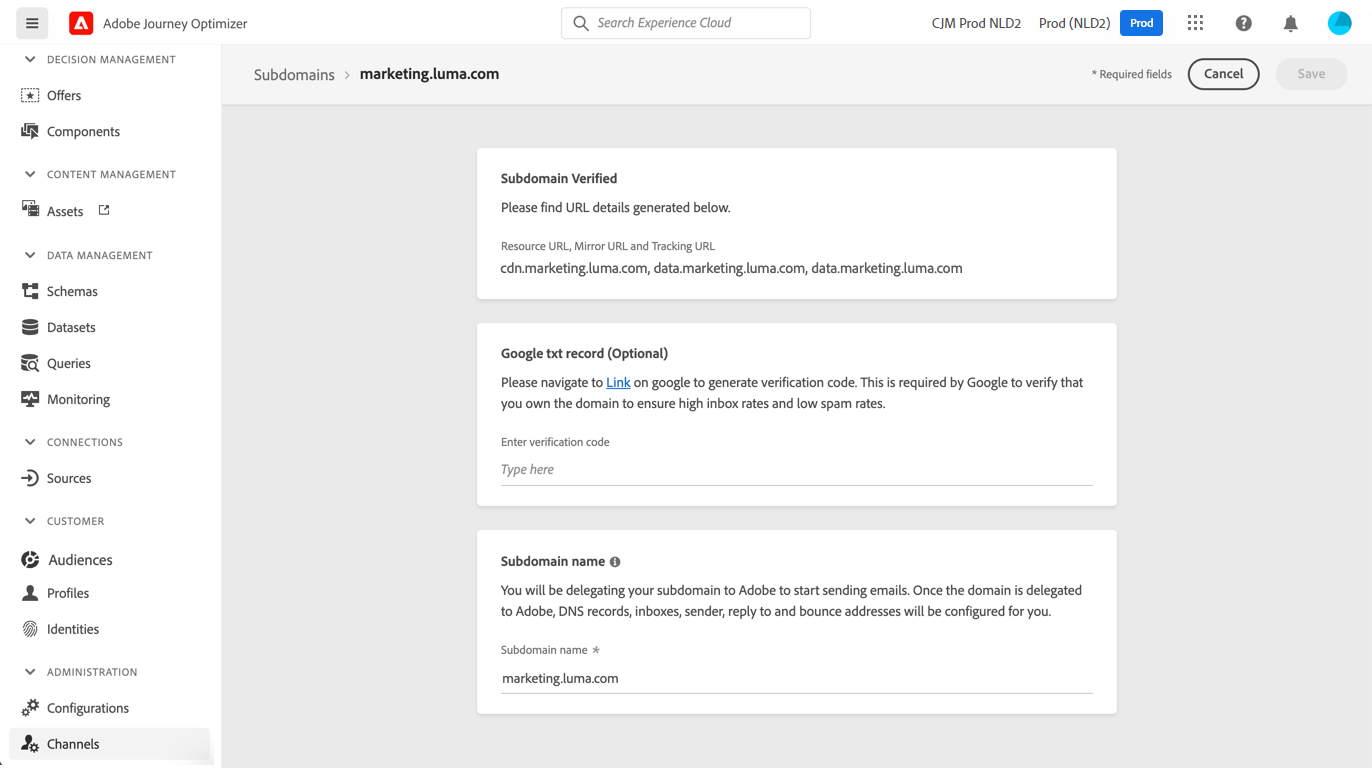 Adobe Journey Optimizer
Search Experience Cloud
CJM Prod NLD2
Prod (NLD2)
Prod
DECISION MANAGEMENT
Offers
Components
CONTENT MANAGEMENT
Assets
DATA MANAGEMENT
Schemas
Datasets
Queries
Monitoring
CONNECTIONS
Sources
CUSTOMER
Audiences
Profiles
Identities
ADMINISTRATION
Configurations
Channels
Subdomains > marketing.luma.com
* Required fields
Cancel
Save
Subdomain Verified
Please find URL details generated below.
Resource URL, Mirror URL and Tracking URL
cdn.marketing.luma.com, data.marketing.luma.com, data.marketing.luma.com
Google txt record (Optional)
Please navigate to Link on google to generate verification code. This is required by Google to verify that
you own the domain to ensure high inbox rates and low spam rates.
Enter verification code
Type here
Subdomain name
You will be delegating your subdomain to Adobe to start sending emails. Once the domain is delegated
to Adobe, DNS records, inboxes, sender, reply to and bounce addresses will be configured for you.
Subdomain name *
marketing.luma.com